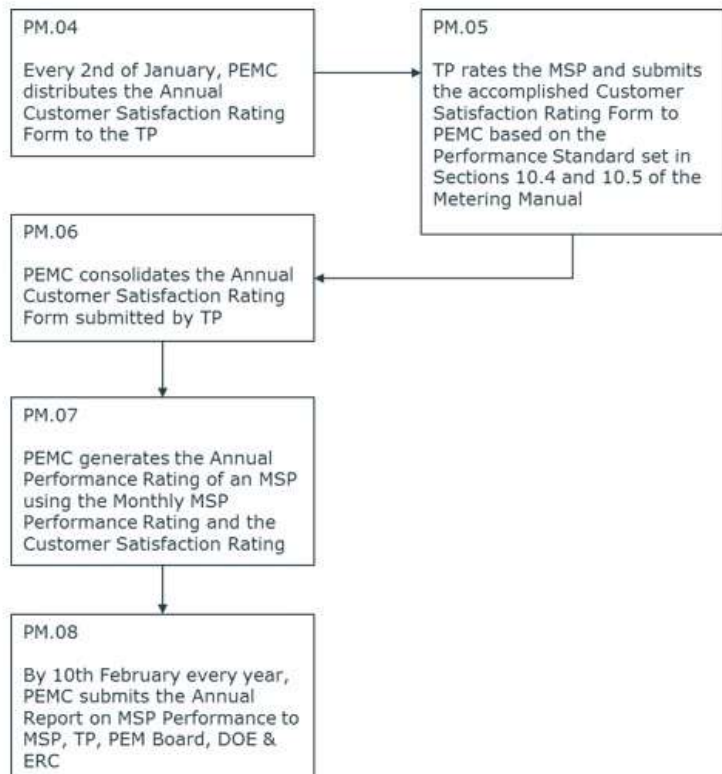 PM.04
Every 2nd of January, PEMC
distributes the Annual
Customer Satisfaction Rating
Form to the TP
PM.05
TP rates the MSP and submits
the accomplished Customer
Satisfaction Rating Form to
PEMC based on the
Performance Standard set in
Sections 10.4 and 10.5 of the
Metering Manual
PM.06
PEMC consolidates the Annual
Customer Satisfaction Rating
Form submitted by TP
PM.07
PEMC generates the Annual
Performance Rating of an MSP
using the Monthly MSP
Performance Rating and the
Customer Satisfaction Rating
PM.08
By 10th February every year,
PEMC submits the Annual
Report on MSP Performance to
MSP, TP, PEM Board, DOE &
ERC